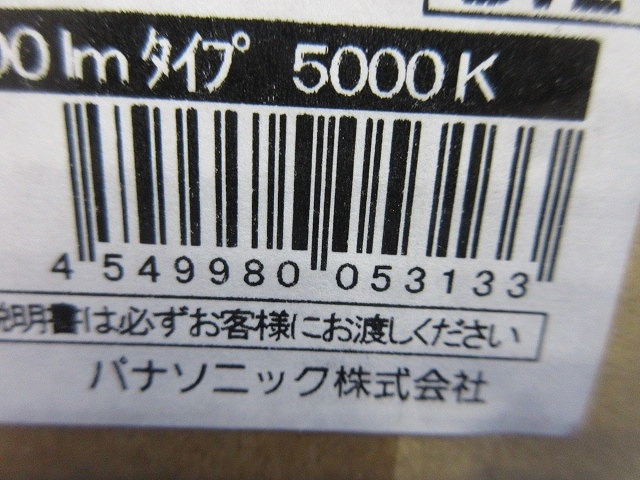 00 lm タイプ 5000 K
4 549980 053133
説明書は必ずお客様にお渡しください
パナソニック株式会社